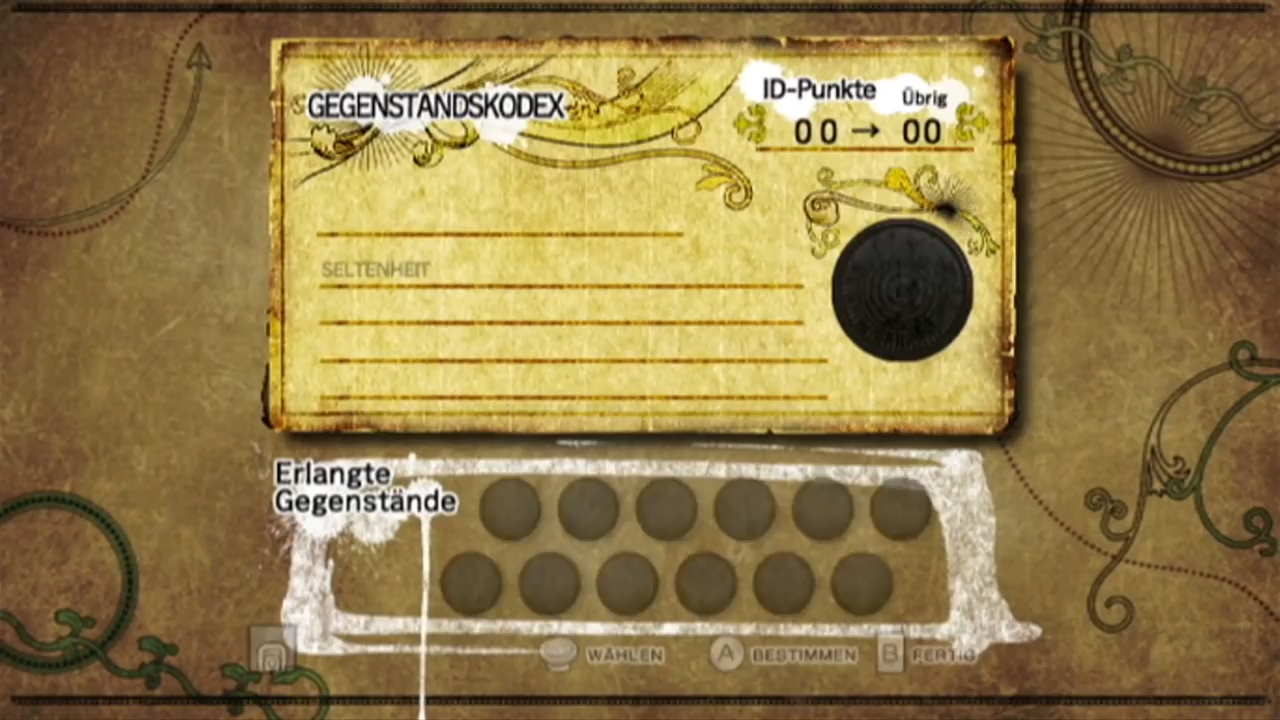 GEGENSTANDSKODEX
ID-Punkte Übrig
00 → 00
SELTENHEIT
Erlangte
Gegenstände
WÄHLEN A BESTIMMEN B FERTIG